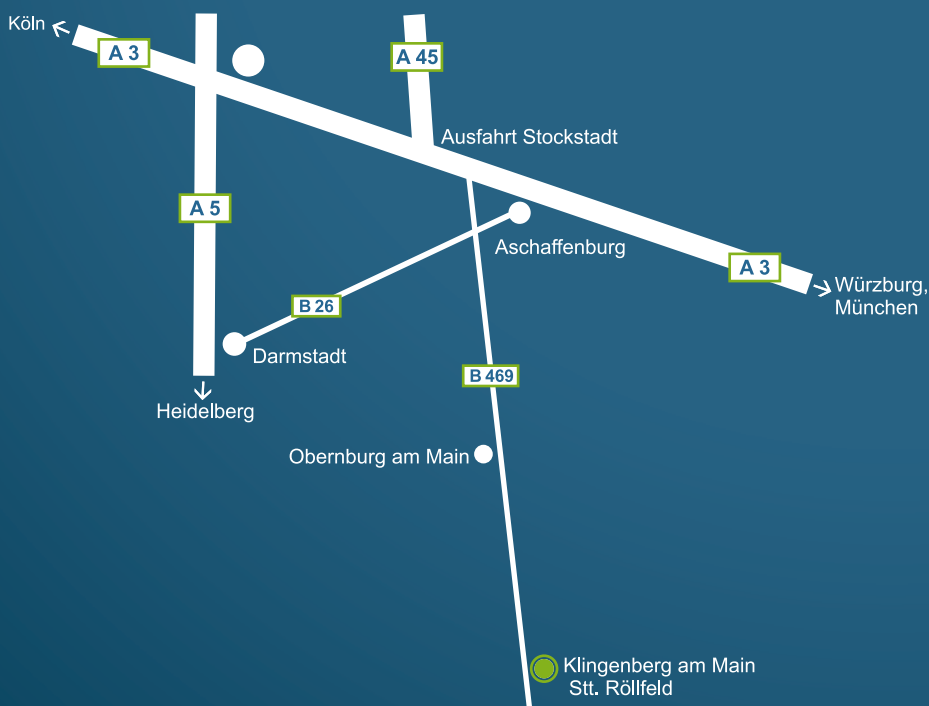 Köln
A 3
A 45
Ausfahrt Stockstadt
A 5
Aschaffenburg
A 3
Würzburg,
München
B 26
Darmstadt
B 469
Heidelberg
Obernburg am Main
Klingenberg am Main
Stt. Röllfeld